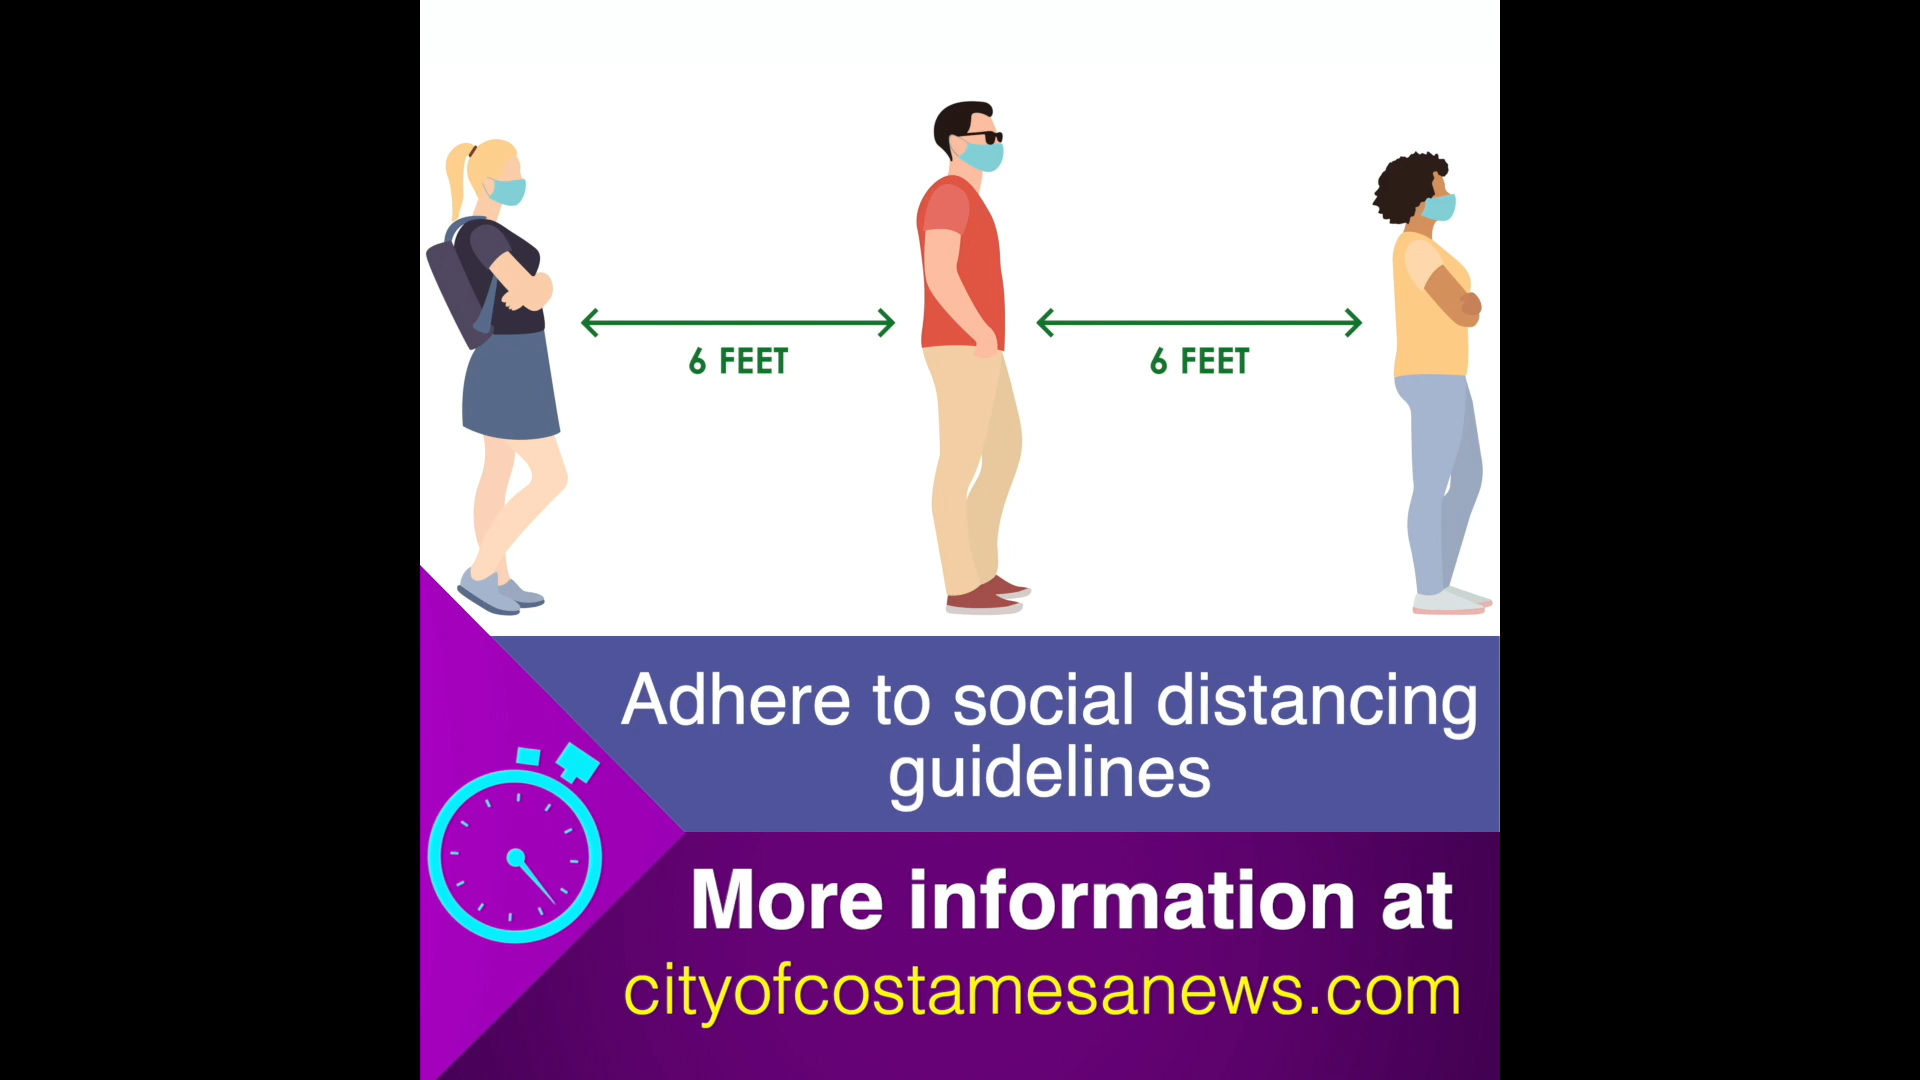 6 FEET
6 FEET
Adhere to social distancing
guidelines
More information at
cityofcostamesanews.com